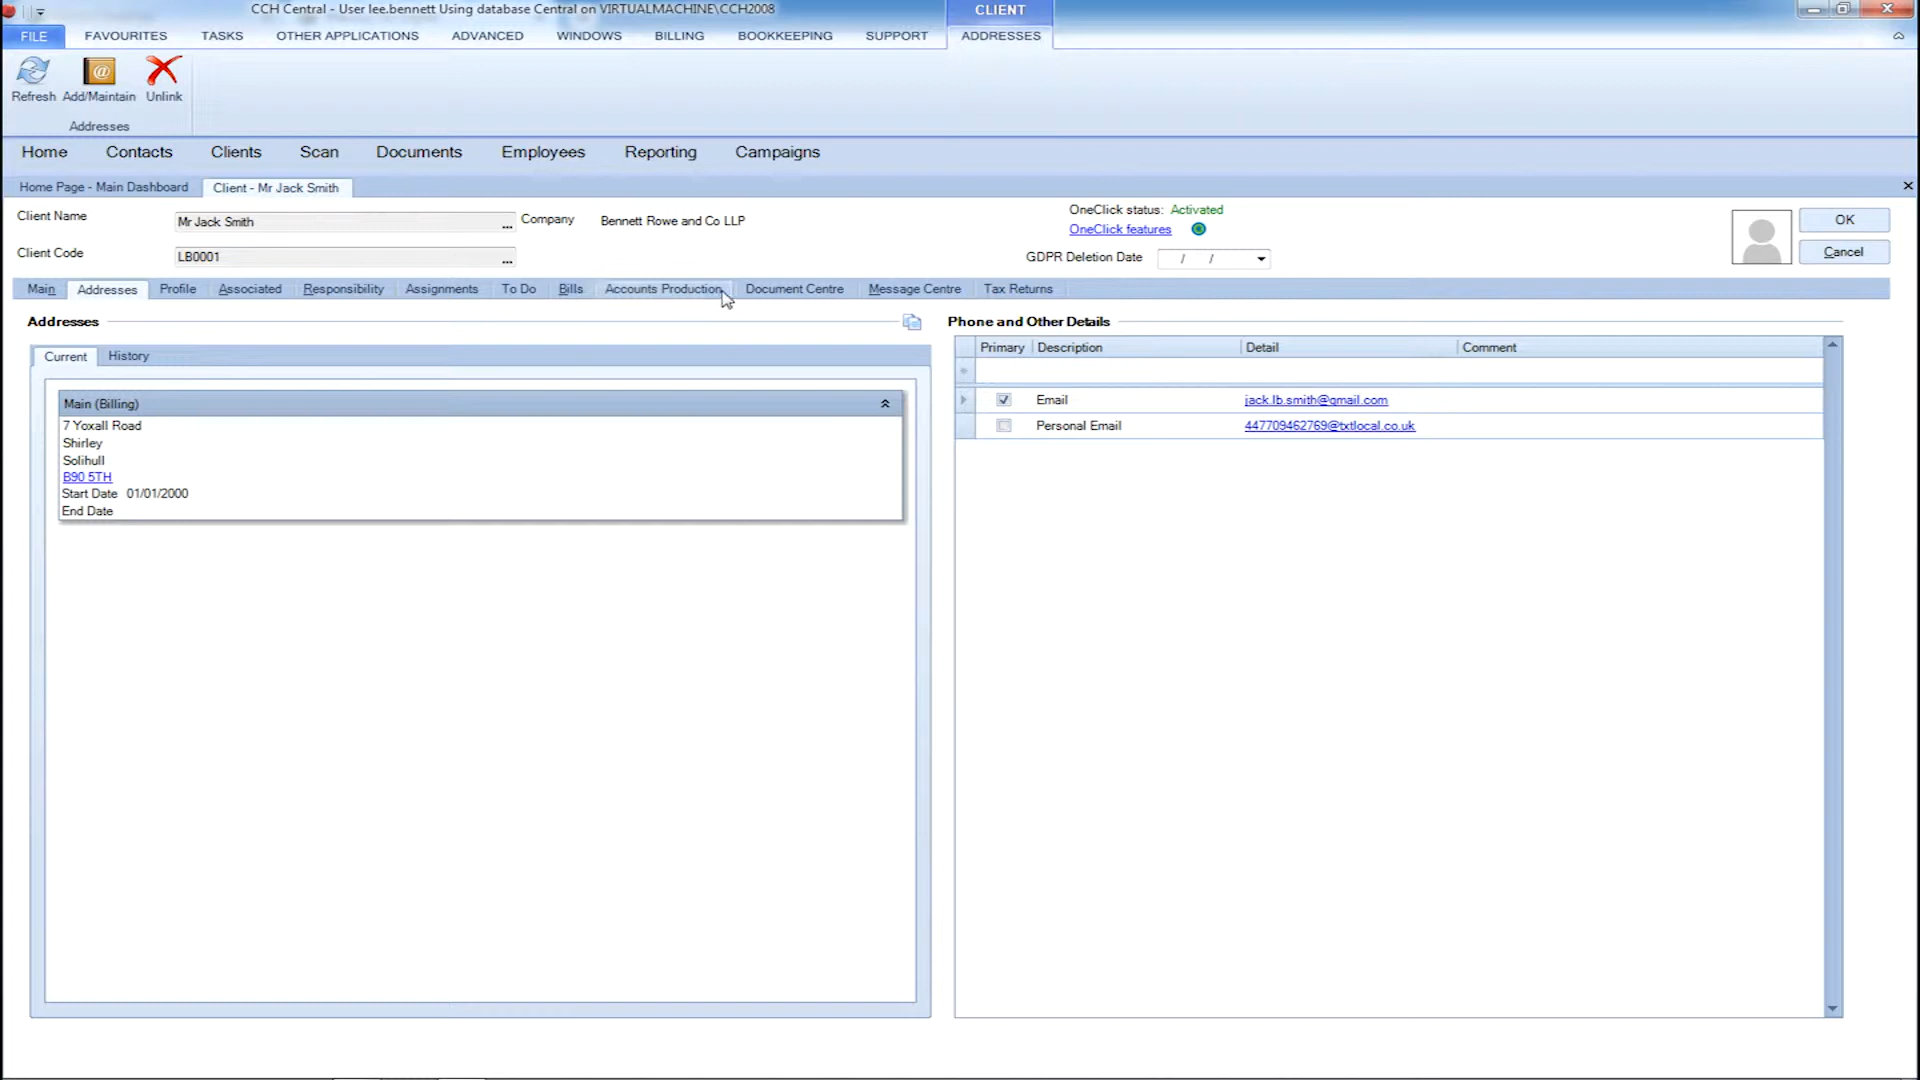 CCH Central - User lee.bennett Using database Central on VIRTUALMACHINE\CCH2008
CLIENT
FILE FAVOURITES TASKS OTHER APPLICATIONS ADVANCED WINDOWS BILLING BOOKKEEPING SUPPORT ADDRESSES
Refresh Add/Maintain Unlink
Addresses
Home Contacts Clients Scan Documents Employees Reporting Campaigns
Home Page - Main Dashboard Client - Mr Jack Smith
Client Name Mr Jack Smith ... Company Bennett Rowe and Co LLP
OneClick status: Activated
OneClick features
OK
Client Code LB0001 ...
GDPR Deletion Date / /
Cancel
Main Addresses Profile Associated Responsibility Assignments To Do Bills Accounts Production Document Centre Message Centre Tax Returns
Addresses
Current History
Main (Billing)
7 Yoxall Road
Shirley
Solihull
B90 5TH
Start Date 01/01/2000
End Date
Phone and Other Details
Primary Description Detail Comment
Email jack.lb.smith@gmail.com
Personal Email 447709462769@txtlocal.co.uk